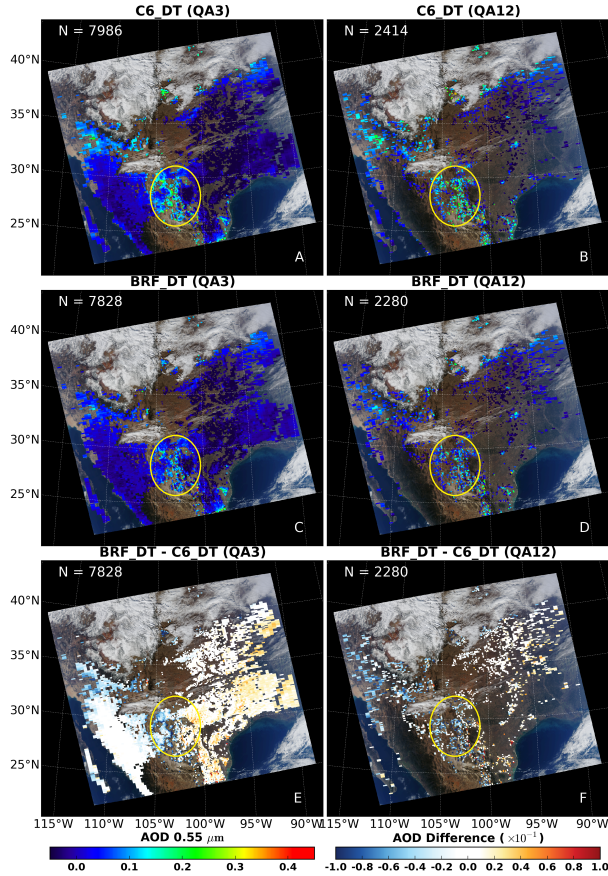 C6_DT (QA3)
C6_DT (QA12)
N = 7986
N = 2414
40°N
35°N
30°N
25°N
A
B
BRF_DT (QA3)
BRF_DT (QA12)
N = 7828
N = 2280
40°N
35°N
30°N
25°N
C
D
BRF_DT - C6_DT (QA3)
BRF_DT - C6_DT (QA12)
N = 7828
N = 2280
40°N
35°N
30°N
25°N
E
F
115°W 110°W 105°W 100°W 95°W 90°W
115°W 110°W 105°W 100°W 95°W
AOD 0.55 μm
AOD Difference (×10⁻¹)
0.0 0.1 0.2 0.3 0.4
-1.0 -0.8 -0.6 -0.4 -0.2 0.0 0.2 0.4 0.6 0.8 1.0